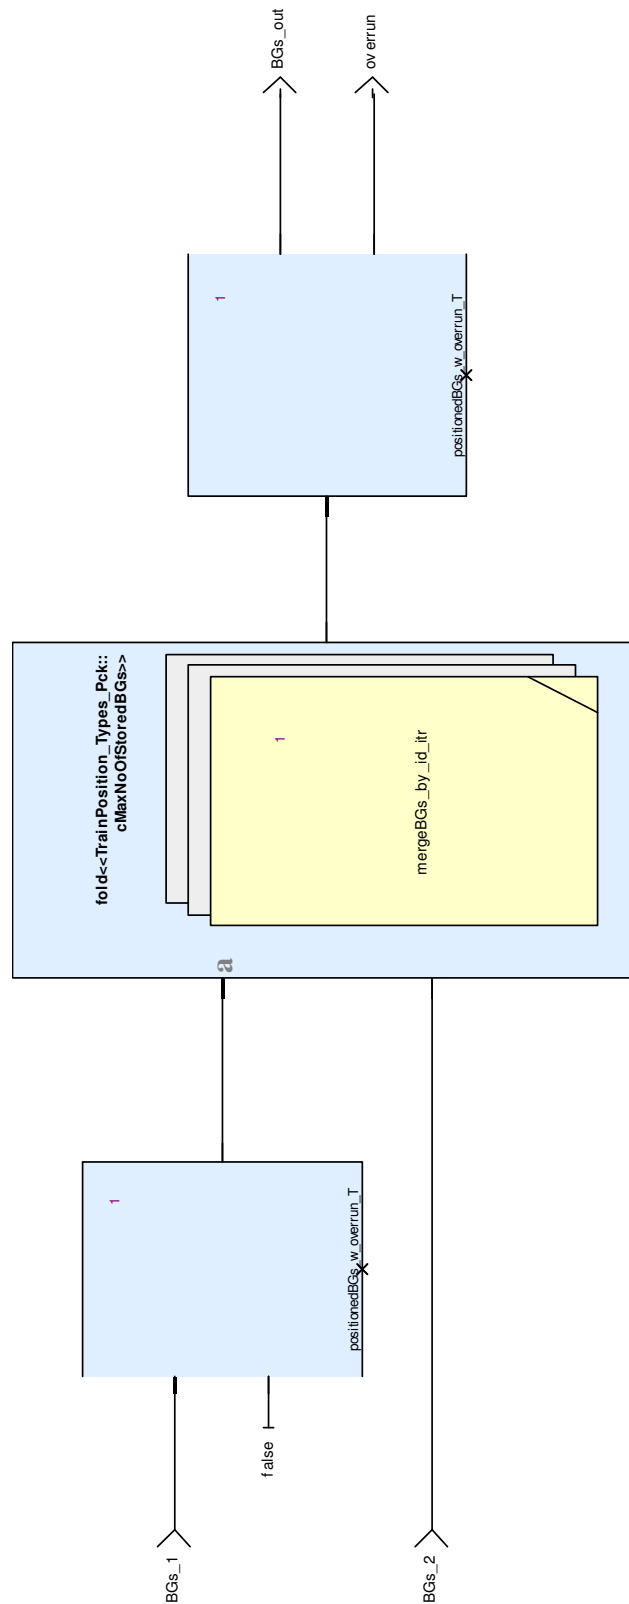 BGs_1
false
BGs_2
1
positionedBGs_w_overrun_T
a
fold<<TrainPosition_Types_Pck::
cMaxNoOfStoredBGs>>
1
mergeBGs_by_id_itr
1
positionedBGs_w_overrun_T
BGs_out
overrun